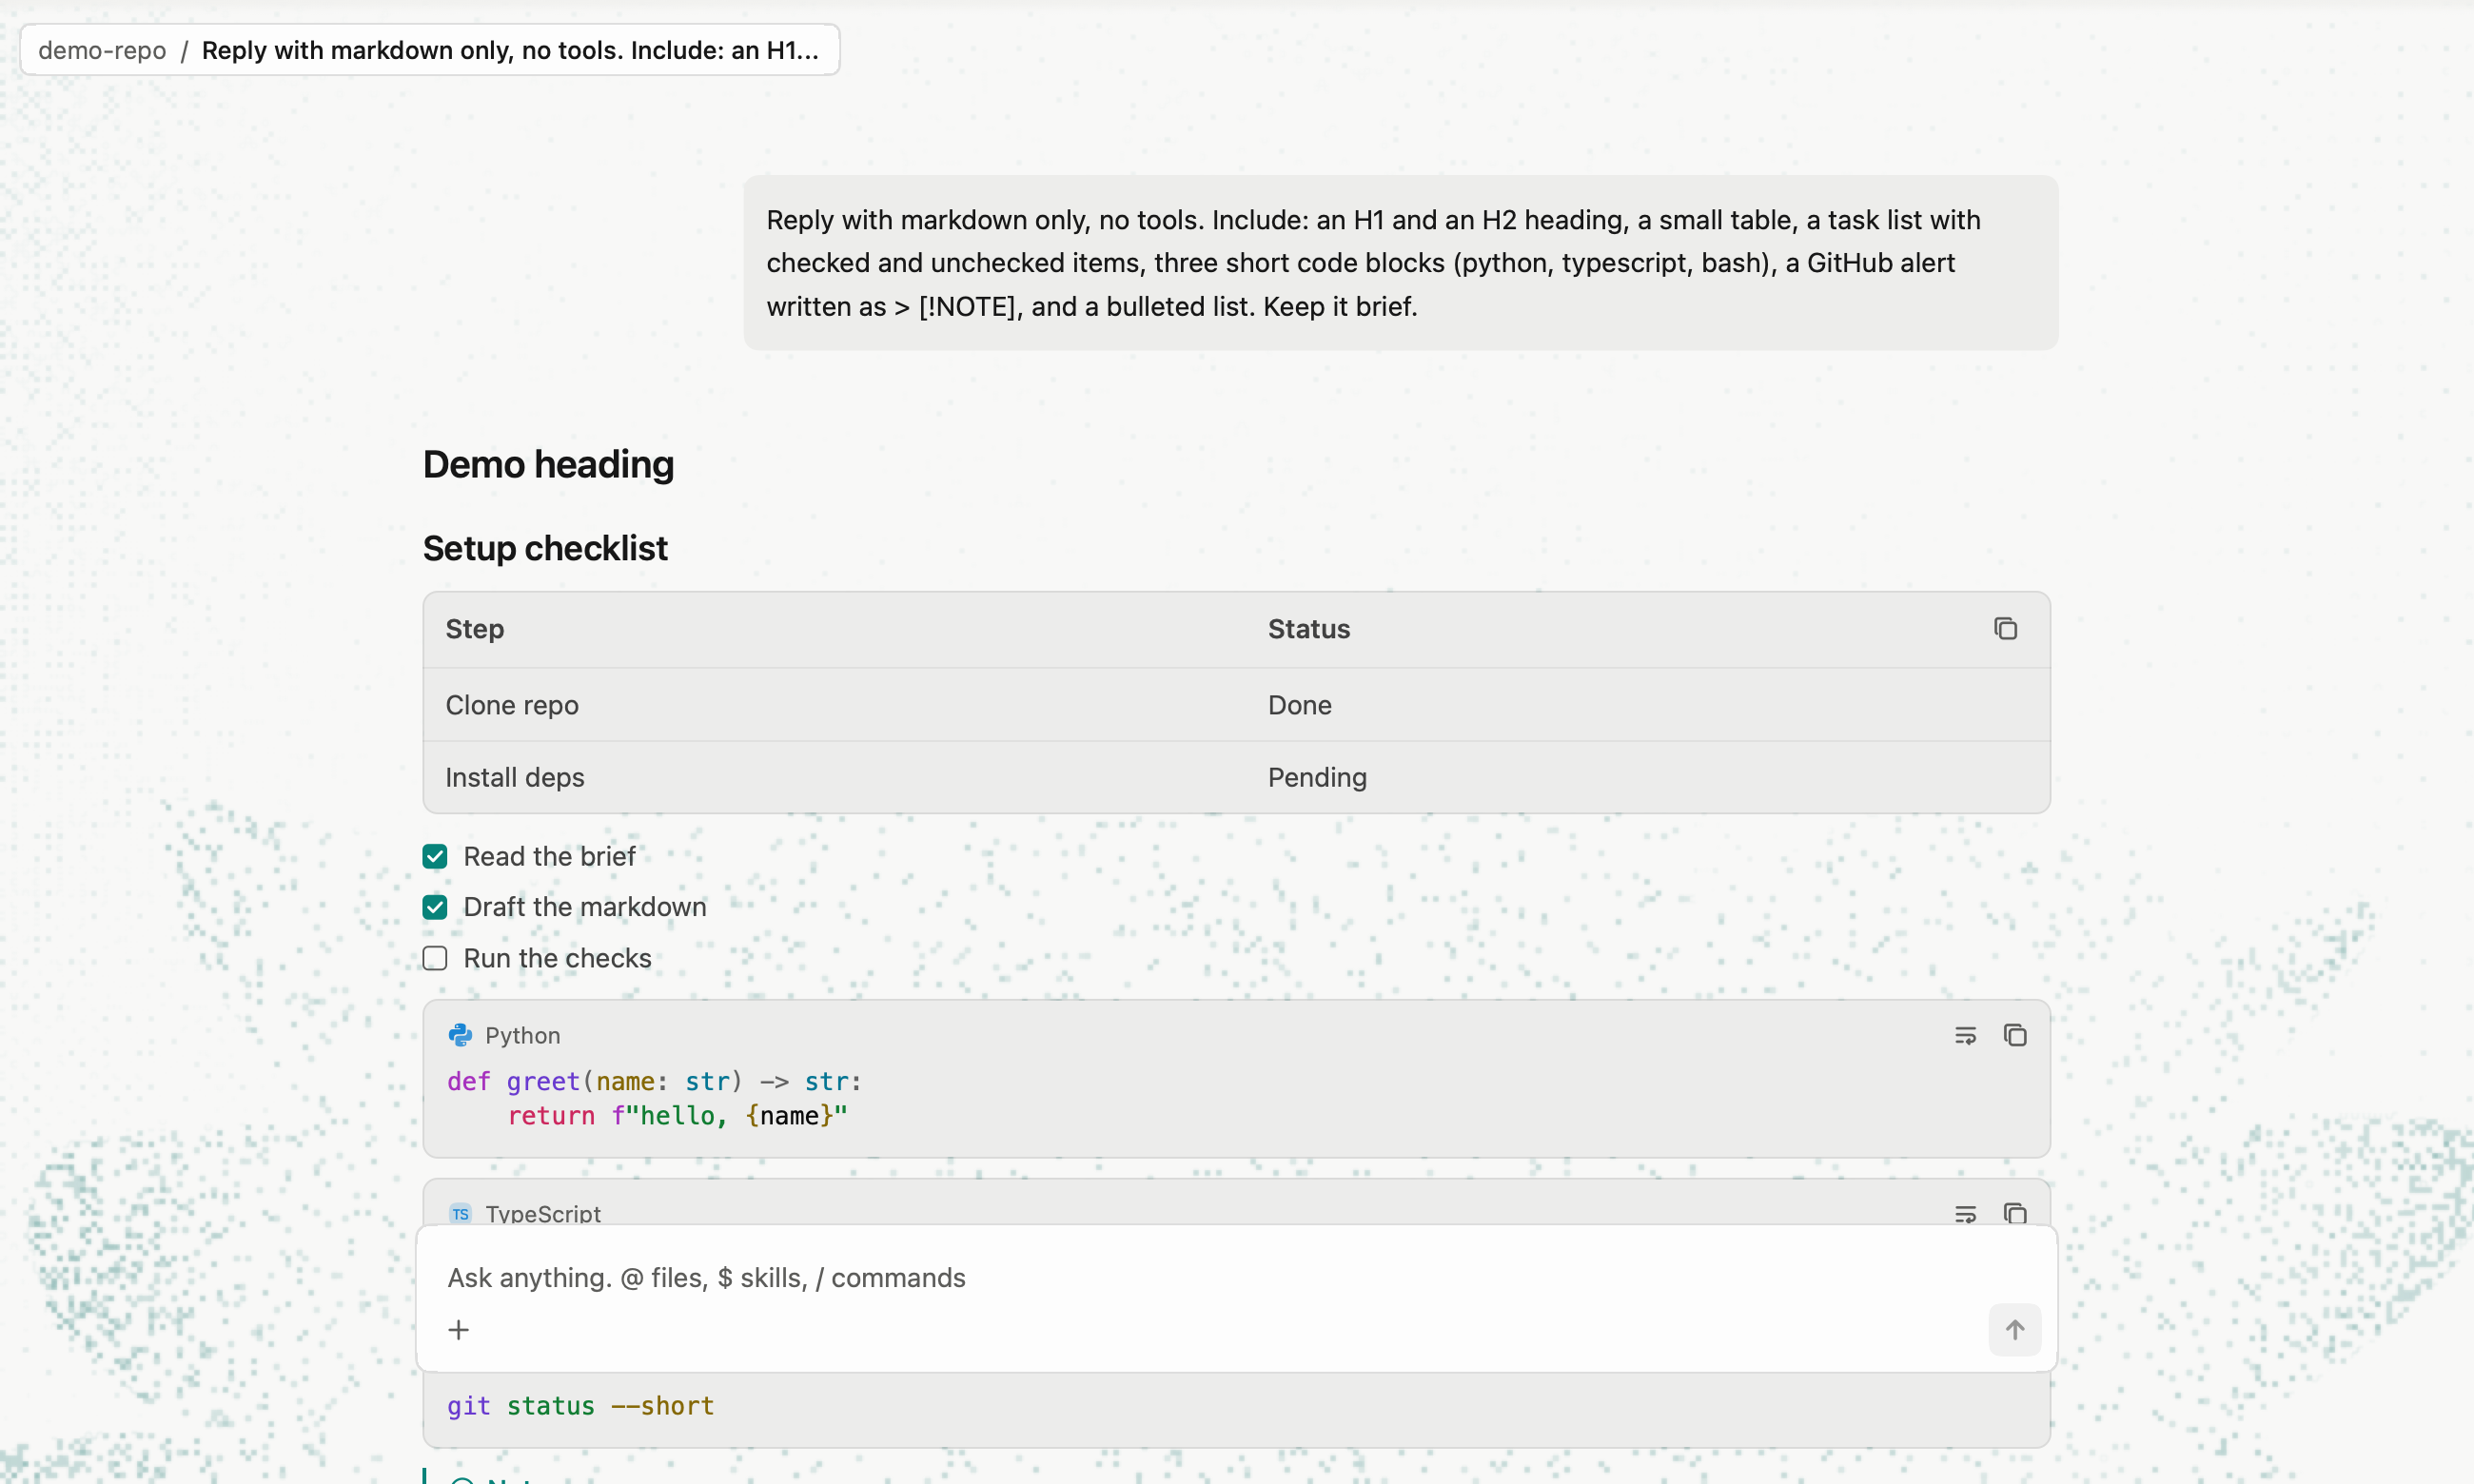 demo-repo / Reply with markdown only, no tools. Include: an H1...
Reply with markdown only, no tools. Include: an H1 and an H2 heading, a small table, a task list with
checked and unchecked items, three short code blocks (python, typescript, bash), a GitHub alert
written as > [!NOTE], and a bulleted list. Keep it brief.
Demo heading
Setup checklist
Step Status
Clone repo Done
Install deps Pending
Read the brief
Draft the markdown
Run the checks
Python
def greet(name: str) -> str:
    return f"hello, {name}"
TS TypeScript
Ask anything. @ files, $ skills, / commands
git status --short